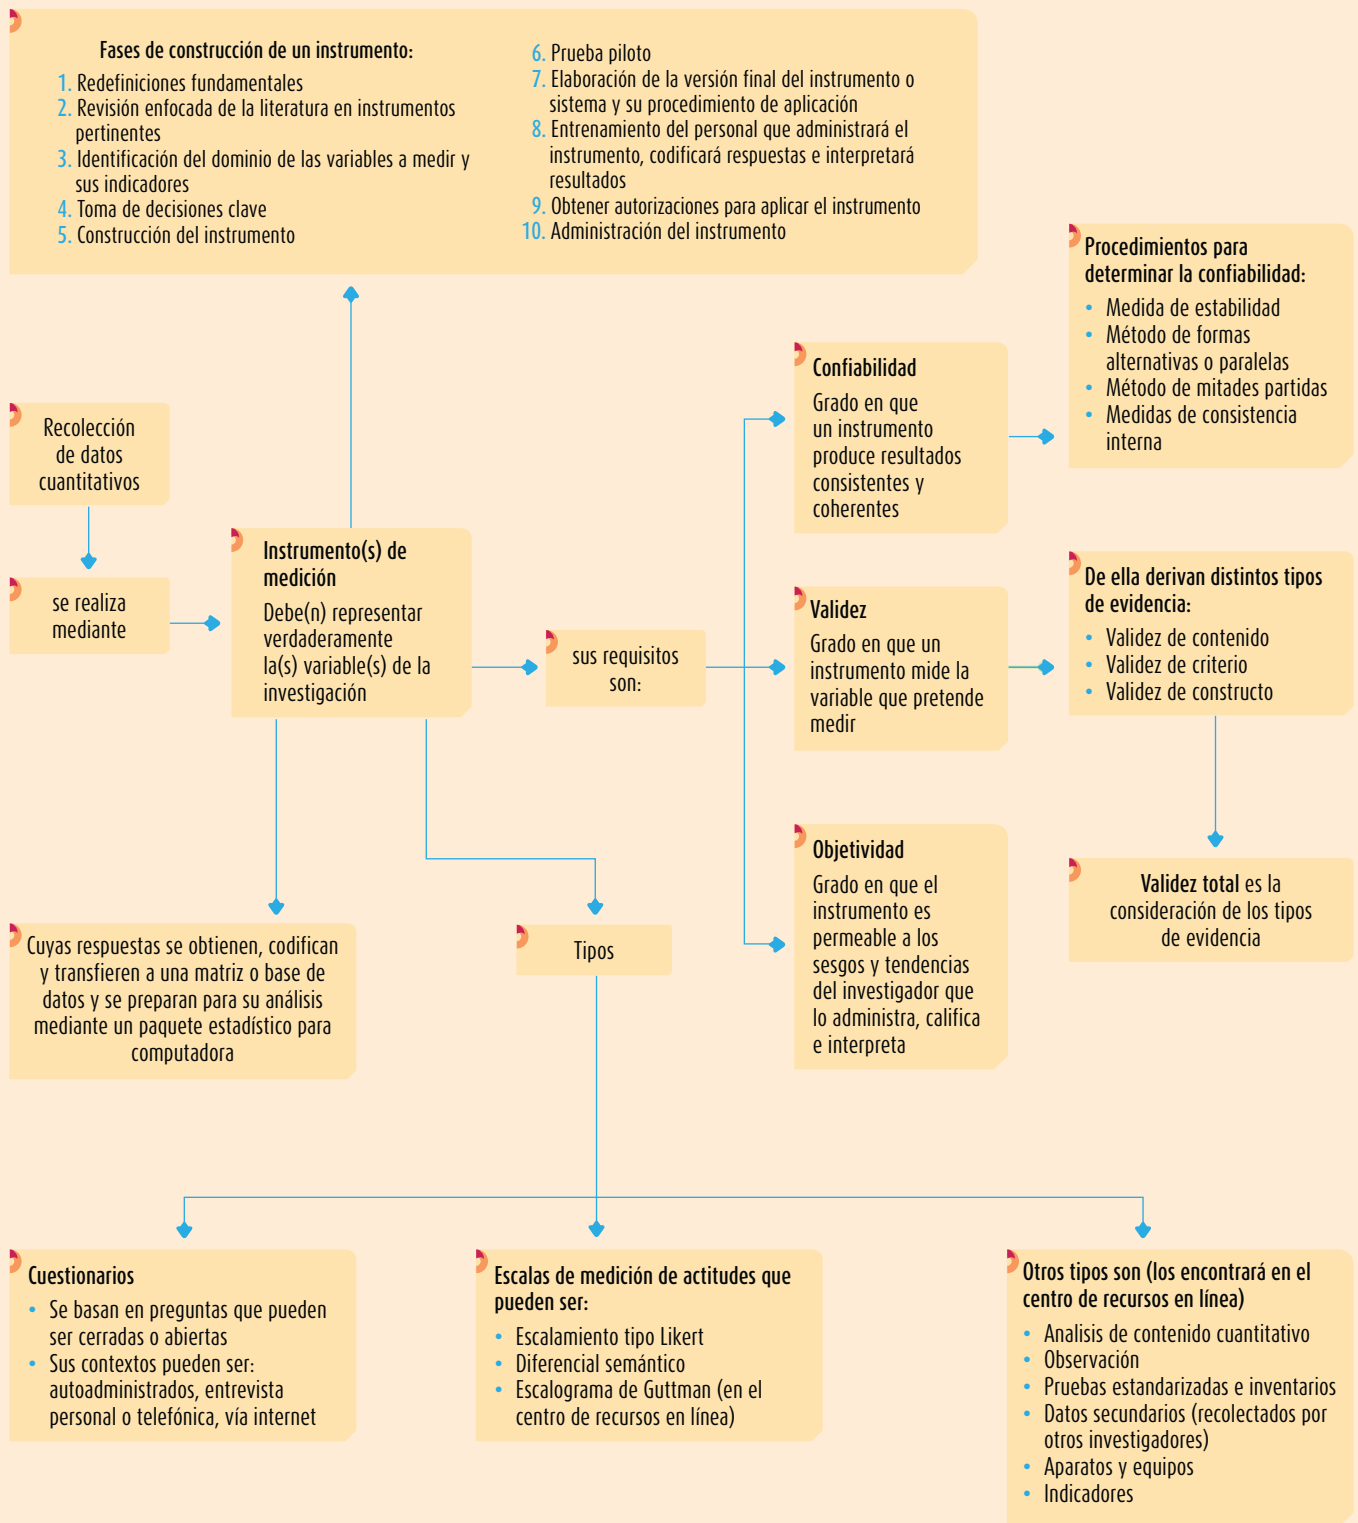 Fases de construcción de un instrumento:
1. Redefiniciones fundamentales
2. Revisión enfocada de la literatura en instrumentos
pertinentes
3. Identificación del dominio de las variables a medir y
sus indicadores
4. Toma de decisiones clave
5. Construcción del instrumento
6. Prueba piloto
7. Elaboración de la versión final del instrumento o
sistema y su procedimiento de aplicación
8. Entrenamiento del personal que administrará el
instrumento, codificará respuestas e interpretará
resultados
9. Obtener autorizaciones para aplicar el instrumento
10. Administración del instrumento
Recolección
de datos
cuantitativos
se realiza
mediante
Instrumento(s) de
medición
Debe(n) representar
verdaderamente
la(s) variable(s) de la
investigación
sus requisitos
son:
Confiabilidad
Grado en que
un instrumento
produce resultados
consistentes y
coherentes
Procedimientos para
determinar la confiabilidad:
• Medida de estabilidad
• Método de formas
alternativas o paralelas
• Método de mitades partidas
• Medidas de consistencia
interna
Validez
Grado en que un
instrumento mide la
variable que pretende
medir
De ella derivan distintos tipos
de evidencia:
• Validez de contenido
• Validez de criterio
• Validez de constructo
Objetividad
Grado en que el
instrumento es
permeable a los
sesgos y tendencias
del investigador que
lo administra, califica
e interpreta
Validez total es la
consideración de los tipos
de evidencia
Cuyas respuestas se obtienen, codifican
y transfieren a una matriz o base de
datos y se preparan para su análisis
mediante un paquete estadístico para
computadora
Tipos
Cuestionarios
• Se basan en preguntas que pueden
ser cerradas o abiertas
• Sus contextos pueden ser:
autoadministrados, entrevista
personal o telefónica, vía internet
Escalas de medición de actitudes que
pueden ser:
• Escalamiento tipo Likert
• Diferencial semántico
• Escalograma de Guttman (en el
centro de recursos en línea)
Otros tipos son (los encontrará en el
centro de recursos en línea)
• Analisis de contenido cuantitativo
• Observación
• Pruebas estandarizadas e inventarios
• Datos secundarios (recolectados por
otros investigadores)
• Aparatos y equipos
• Indicadores